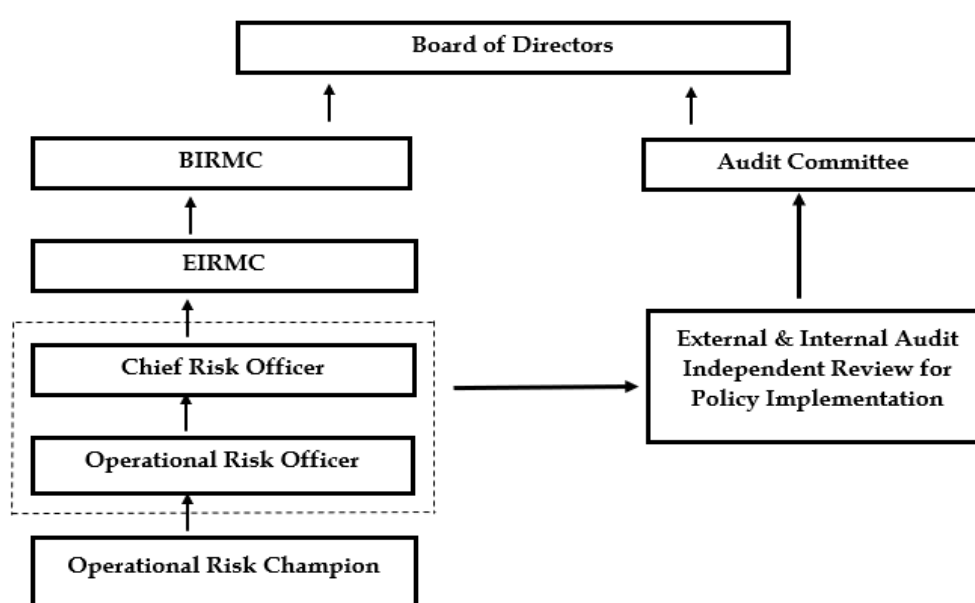 Board of Directors
BIRMC
Audit Committee
EIRMC
External & Internal Audit
Independent Review for
Policy Implementation
Chief Risk Officer
Operational Risk Officer
Operational Risk Champion